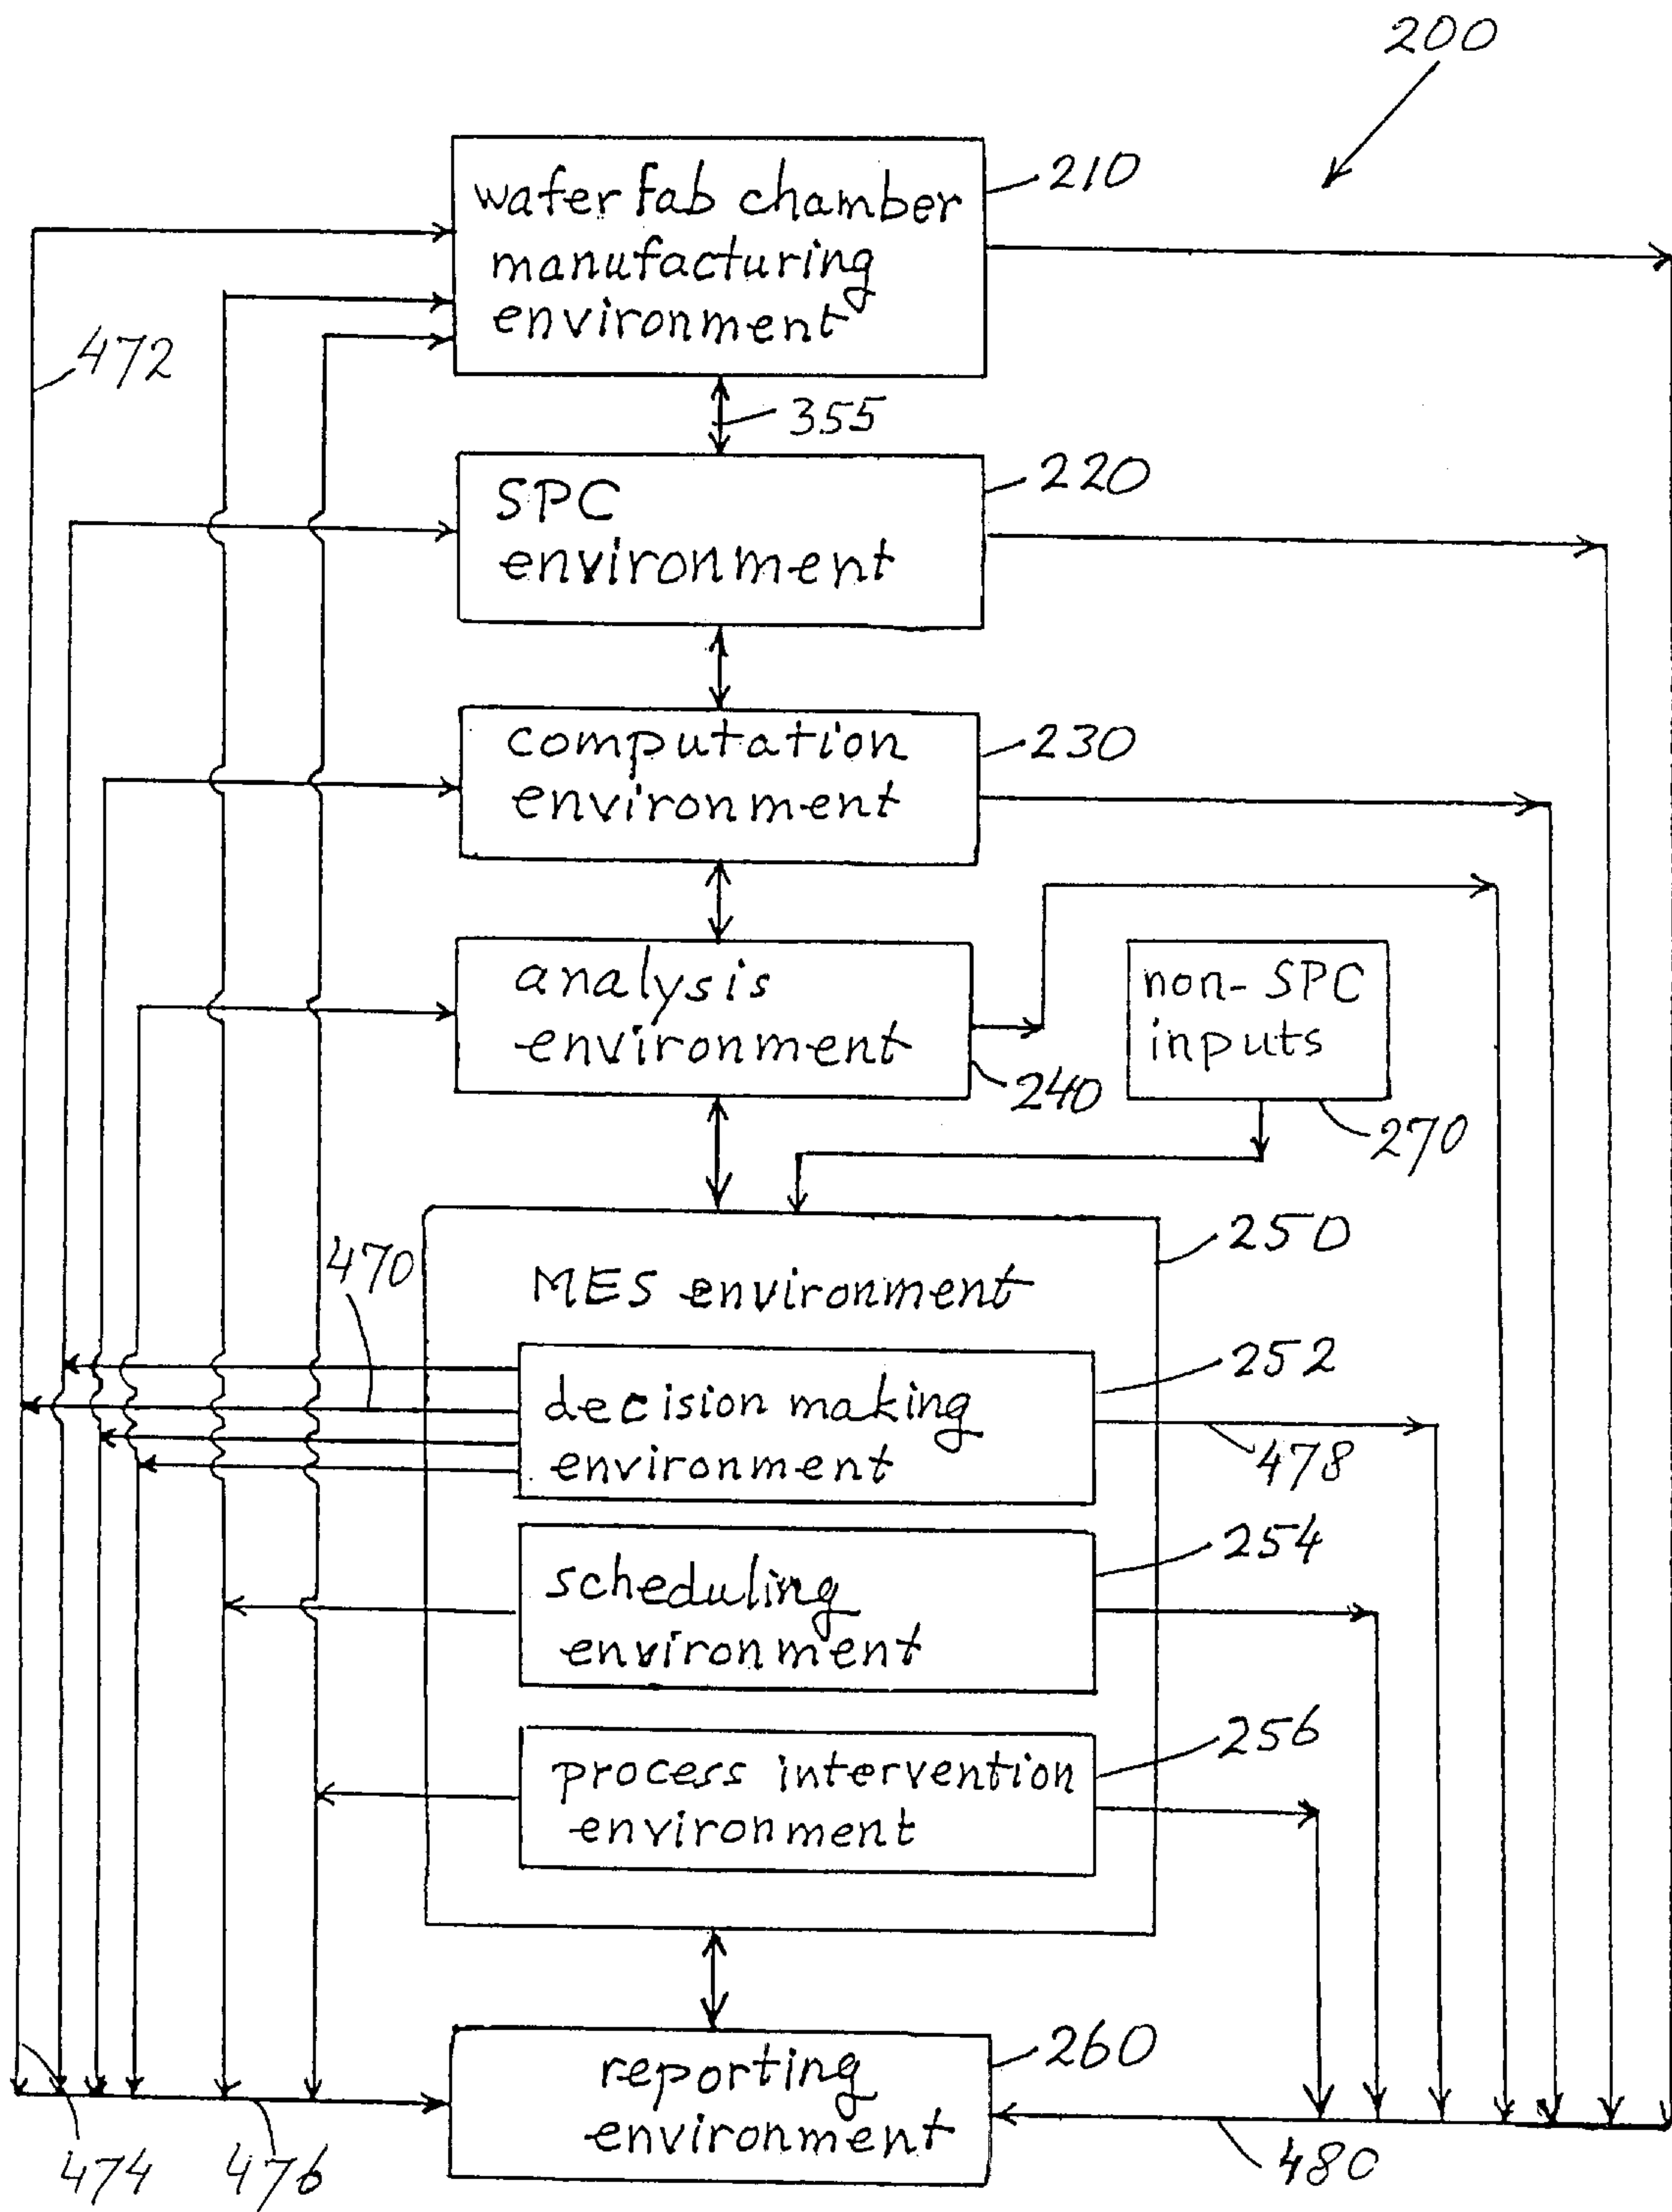 200
wafer fab chamber
manufacturing
environment
210
472
355
SPC
environment
220
computation
environment
230
analysis
environment
240
non-SPC
inputs
270
250
470
MES environment
decision making
environment
252
478
scheduling
environment
254
process intervention
environment
256
reporting
environment
260
474
476
480